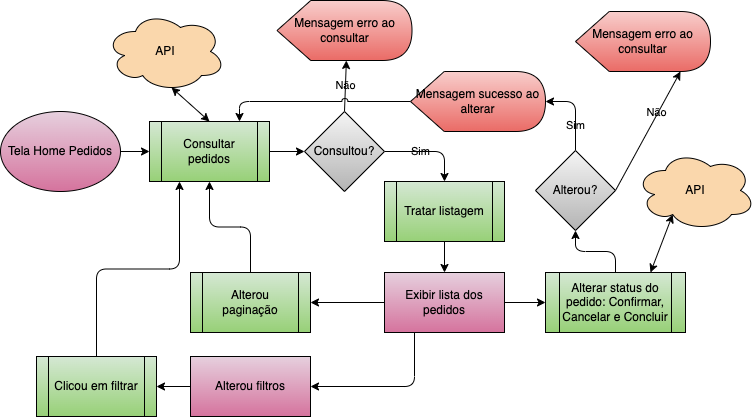 Mensagem erro ao
consultar
Mensagem erro ao
consultar
API
Não
Mensagem sucesso ao
alterar
Não
Sim
Tela Home Pedidos
Consultar
pedidos
Consultou?
Sim
Alterou?
API
Tratar listagem
Alterou
paginação
Exibir lista dos
pedidos
Alterar status do
pedido: Confirmar,
Cancelar e Concluir
Clicou em filtrar
Alterou filtros